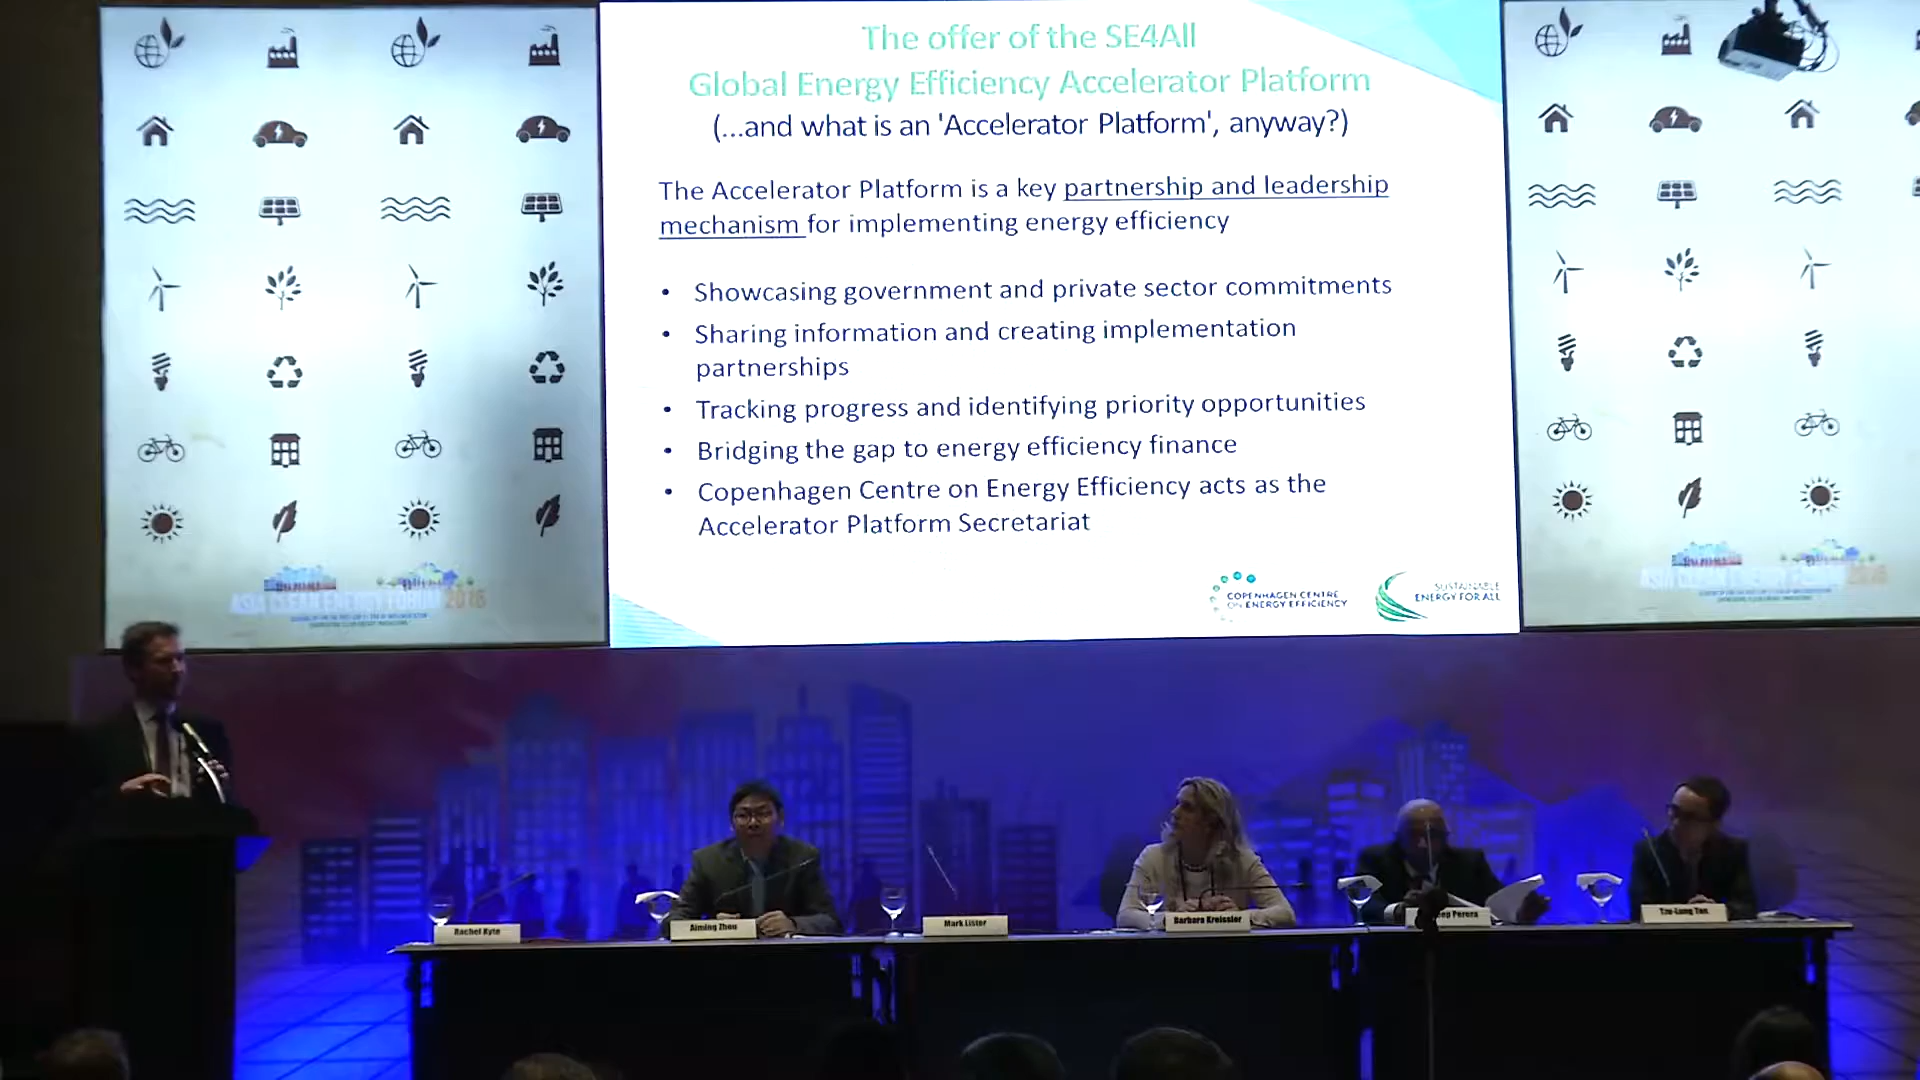 The offer of the SE4All
Global Energy Efficiency Accelerator Platform
(...and what is an 'Accelerator Platform', anyway?)
The Accelerator Platform is a key partnership and leadership
mechanism for implementing energy efficiency
• Showcasing government and private sector commitments
• Sharing information and creating implementation
partnerships
• Tracking progress and identifying priority opportunities
• Bridging the gap to energy efficiency finance
• Copenhagen Centre on Energy Efficiency acts as the
Accelerator Platform Secretariat
COPENHAGEN CENTRE
ON ENERGY EFFICIENCY
SUSTAINABLE
ENERGY FOR ALL
2016
2016
Rachel Kyte
Aiming Zhou
Mark Lister
Barbara Kreissler
Perera